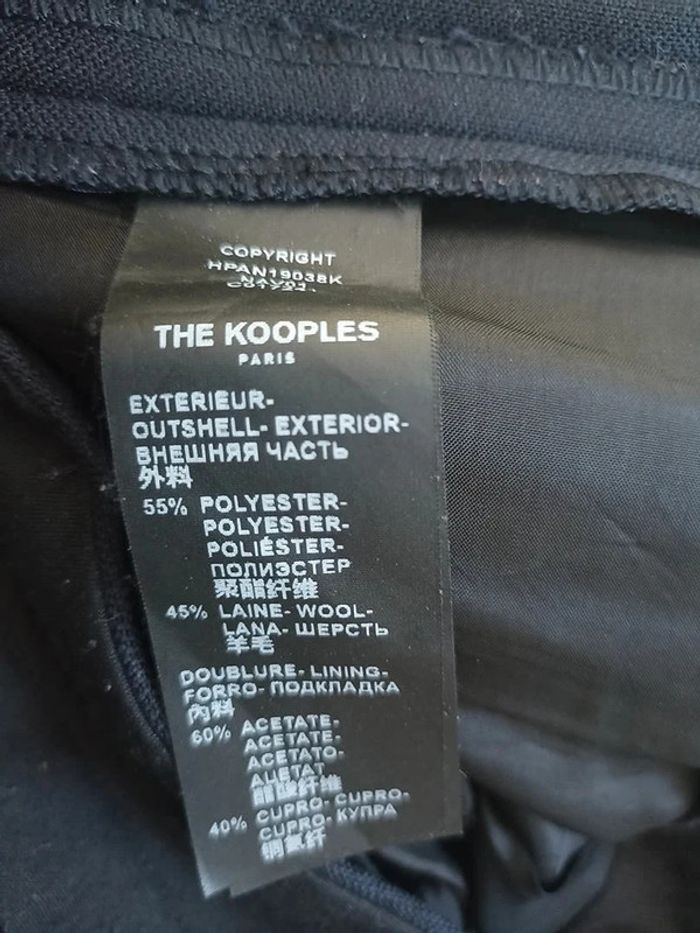 COPYRIGHT
HPAN19038K
NAV01
THE KOOPLES
PARIS
EXTERIEUR-
OUTSHELL- EXTERIOR-
ВНЕШНЯЯ ЧАСТЬ
外料
55% POLYESTER-
POLYESTER-
POLIÉSTER-
ПОЛИЭСТЕР
聚酯纤维
45% LAINE- WOOL-
LANA- ШЕРСТЬ
羊毛
DOUBLURE- LINING-
FORRO- ПОДКЛАДКА
內料
60% ACETATE-
ACETATE-
ACETATO-
АЦЕТАТ
醋酸纤维
40% CUPRO- CUPRO-
CUPRO- КУПРА
铜氨纤